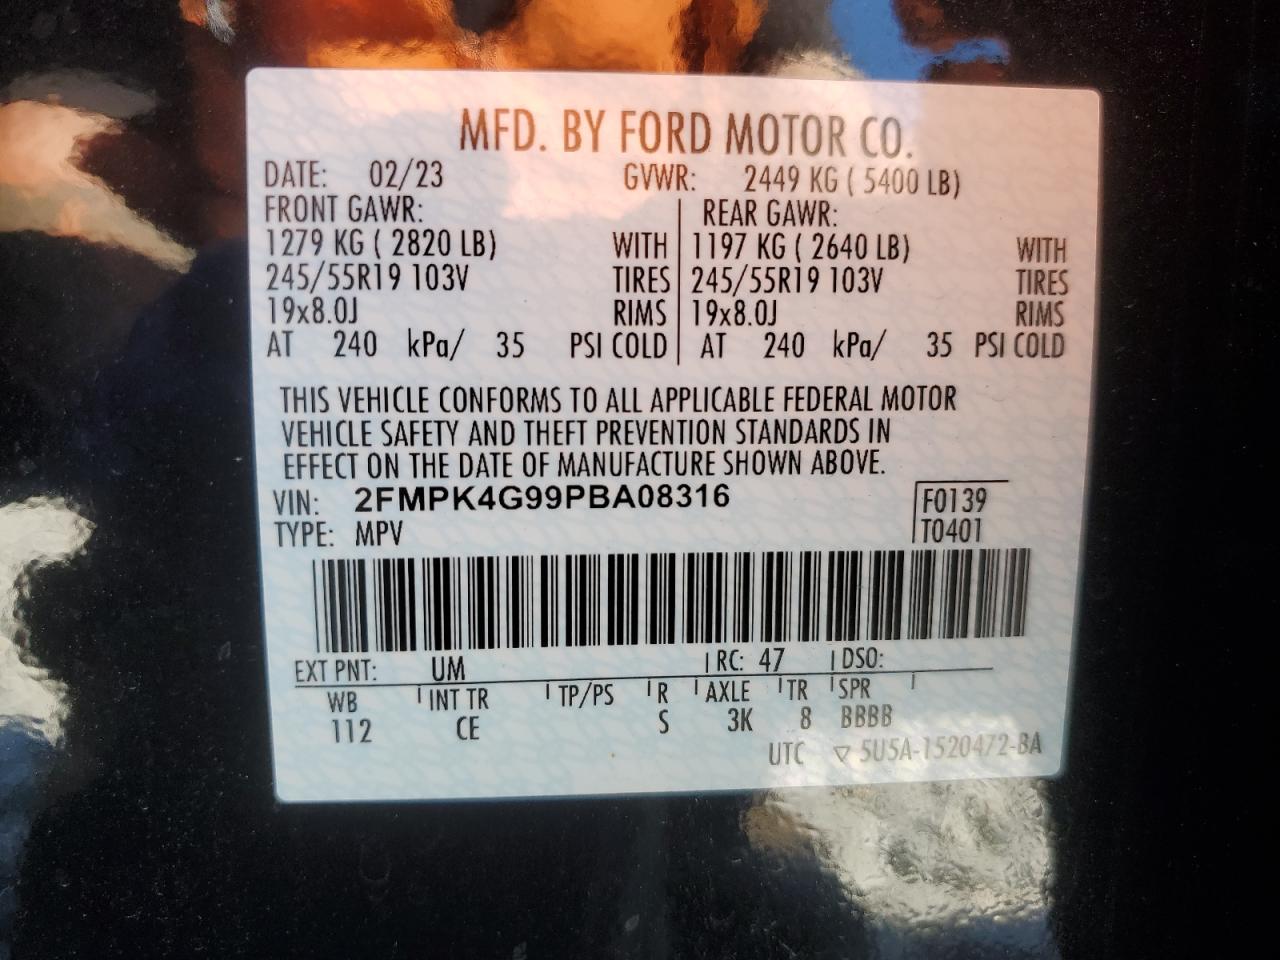 MFD. BY FORD MOTOR CO.
DATE: 02/23 GVWR: 2449 KG ( 5400 LB)
FRONT GAWR: REAR GAWR:
1279 KG ( 2820 LB) WITH 1197 KG ( 2640 LB) WITH
245/55R19 103V TIRES 245/55R19 103V TIRES
19x8.0J RIMS 19x8.0J RIMS
AT 240 kPa/ 35 PSI COLD AT 240 kPa/ 35 PSI COLD
THIS VEHICLE CONFORMS TO ALL APPLICABLE FEDERAL MOTOR
VEHICLE SAFETY AND THEFT PREVENTION STANDARDS IN
EFFECT ON THE DATE OF MANUFACTURE SHOWN ABOVE.
VIN: 2FMPK4G99PBA08316 F0139
TYPE: MPV T0401
EXT PNT: UM RC: 47 DSO:
WB INT TR TP/PS R AXLE TR SPR
112 CE S 3K 8 BBBB
UTC ▽ 5U5A-1520472-BA